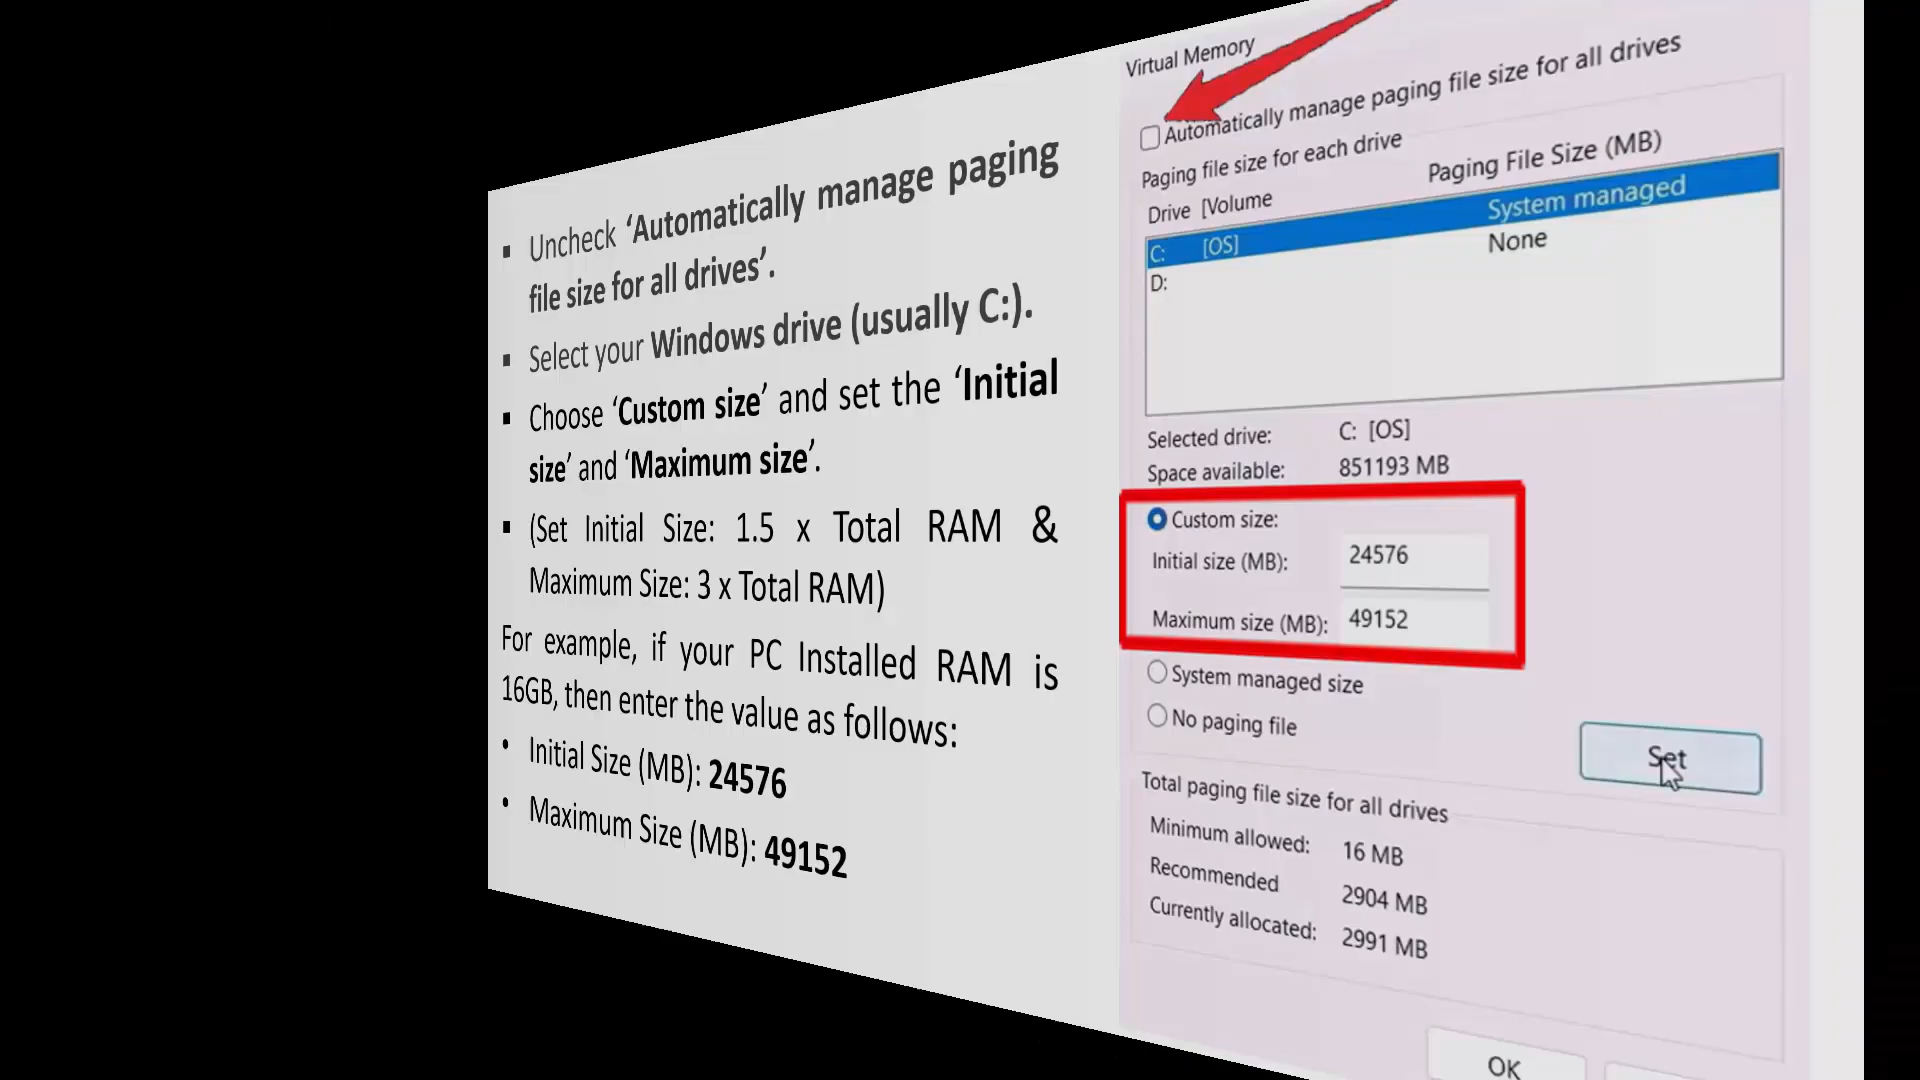 ▪ Uncheck ‘Automatically manage paging
file size for all drives’.
▪ Select your Windows drive (usually C:).
▪ Choose ‘Custom size’ and set the ‘Initial
size’ and ‘Maximum size’.
▪ (Set Initial Size: 1.5 x Total RAM &
Maximum Size: 3 x Total RAM)
For example, if your PC Installed RAM is
16GB, then enter the value as follows:
• Initial Size (MB): 24576
• Maximum Size (MB): 49152
Virtual Memory
Automatically manage paging file size for all drives
Paging file size for each drive
Drive [Volume Paging File Size (MB)
C: [OS] System managed
D: None
Selected drive: C: [OS]
Space available: 851193 MB
Custom size:
Initial size (MB): 24576
Maximum size (MB): 49152
System managed size
No paging file
Set
Total paging file size for all drives
Minimum allowed: 16 MB
Recommended 2904 MB
Currently allocated: 2991 MB
OK